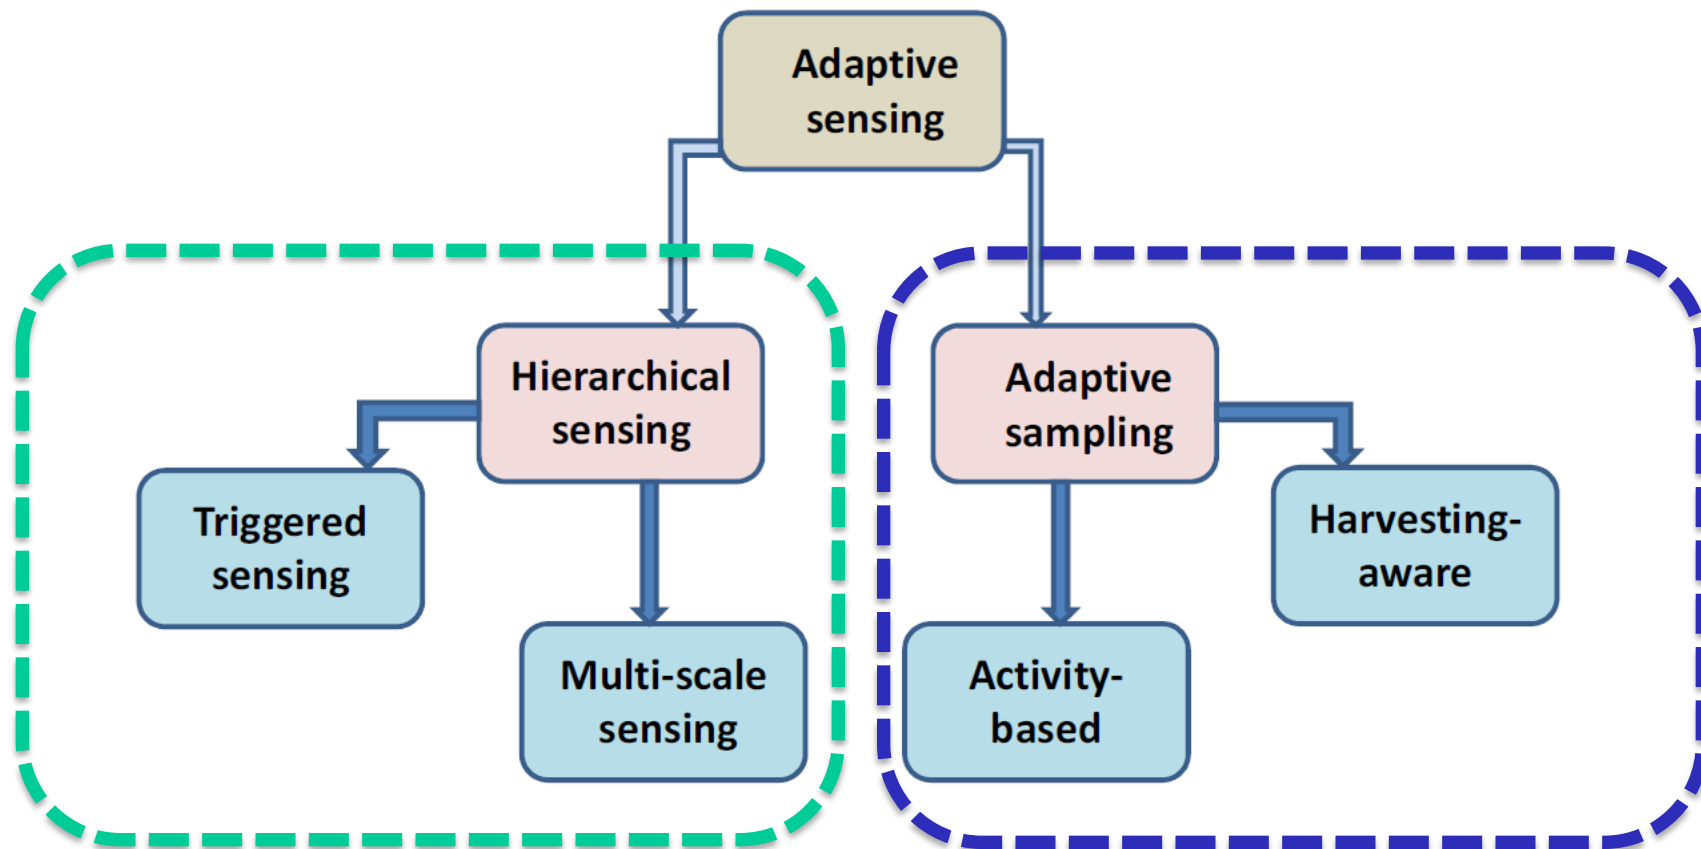 Adaptive
sensing
Hierarchical
sensing
Adaptive
sampling
Triggered
sensing
Harvesting-
aware
Multi-scale
sensing
Activity-
based